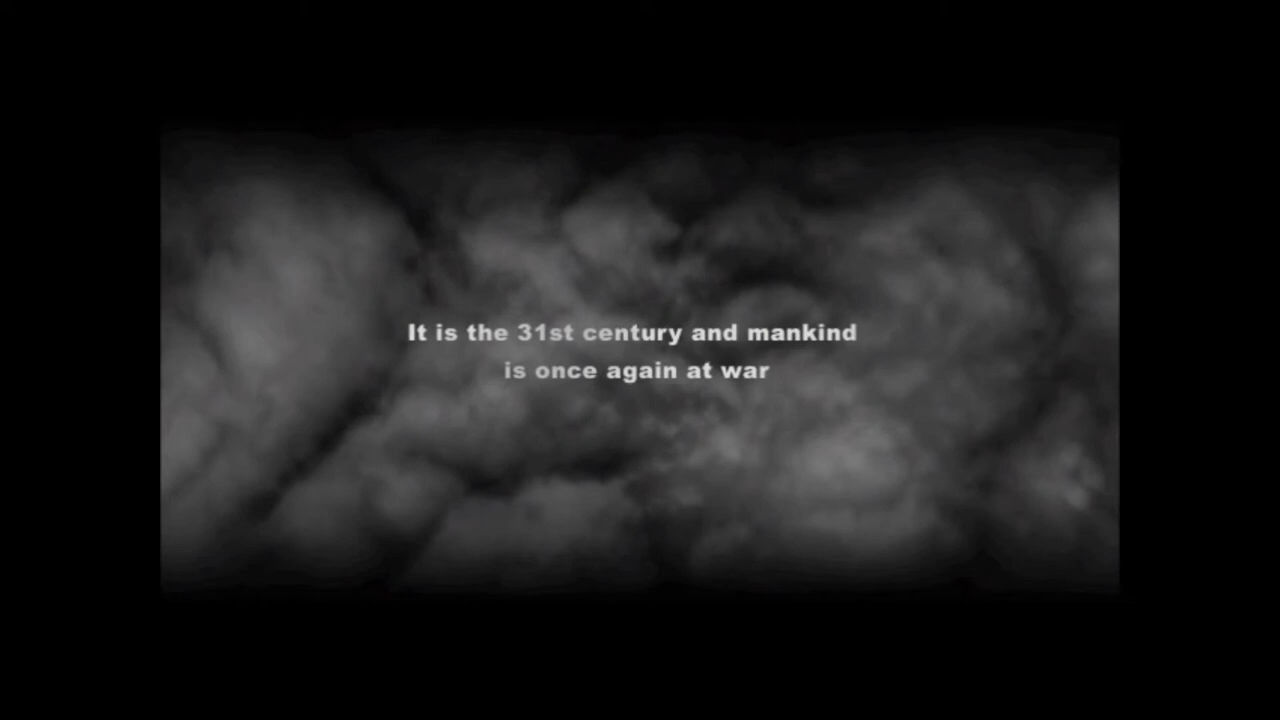 It is the 31st century and mankind
is once again at war